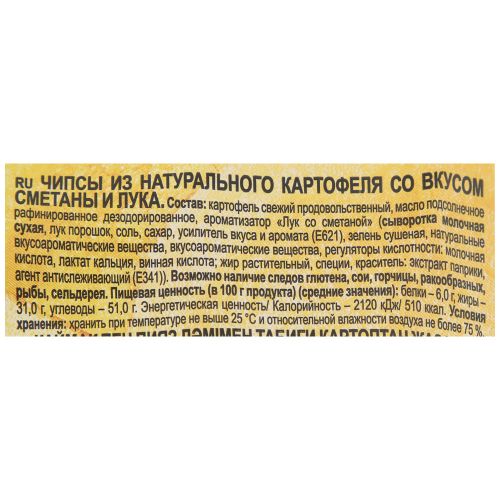 RU ЧИПСЫ ИЗ НАТУРАЛЬНОГО КАРТОФЕЛЯ СО ВКУСОМ
СМЕТАНЫ И ЛУКА. Состав: картофель свежий продовольственный, масло подсолнечное
рафинированное дезодорированное, ароматизатор «Лук со сметаной» (сыворотка молочная
сухая, лук порошок, соль, сахар, усилитель вкуса и аромата (Е621), зелень сушеная, натуральные
вкусоароматические вещества, вкусоароматические вещества, регуляторы кислотности: молочная
кислота, лактат кальция, винная кислота; жир растительный, специи, краситель: экстракт паприки,
агент антислеживающий (Е341)). Возможно наличие следов глютена, сои, горчицы, ракообразных,
рыбы, сельдерея. Пищевая ценность (в 100 г продукта) (средние значения): белки – 6,0 г; жиры –
31,0 г, углеводы – 51,0 г. Энергетическая ценность/ Калорийность – 2120 кДж/ 510 ккал. Условия
хранения: хранить при температуре не выше 25 °С и относительной влажности воздуха не более 75 %.